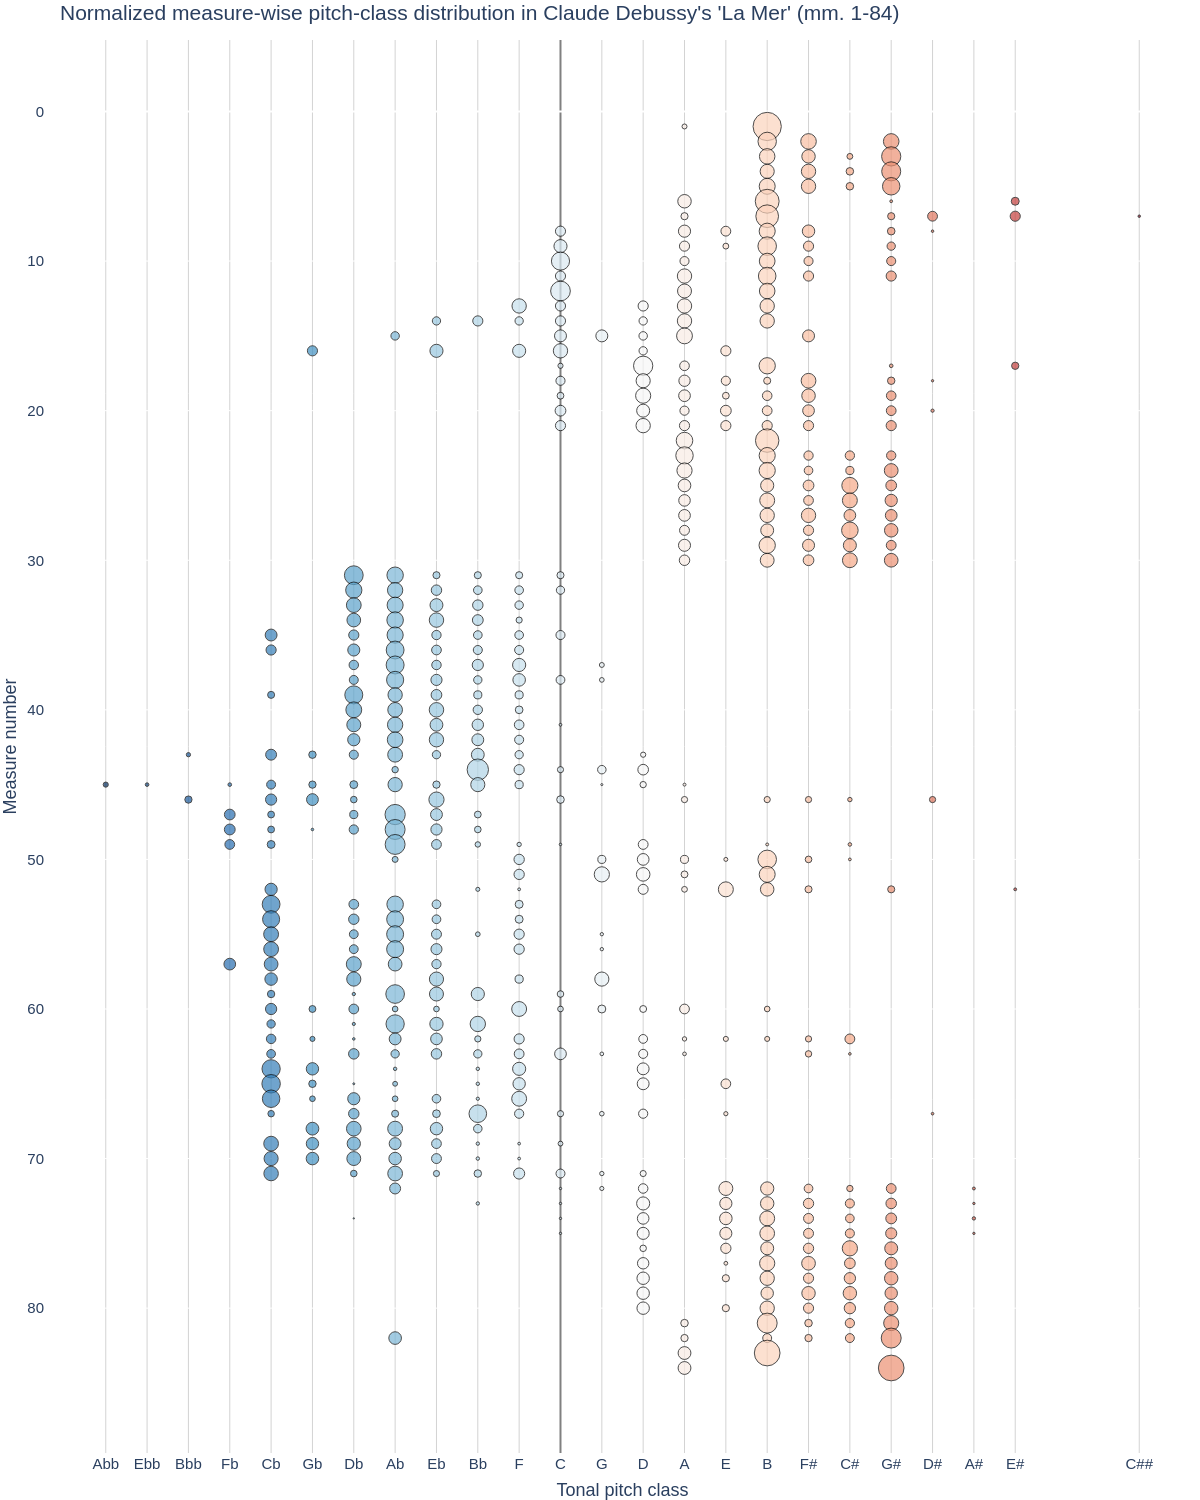 Normalized measure-wise pitch-class distribution in Claude Debussy's 'La Mer' (mm. 1-84)
0
10
20
30
40
50
60
70
80
Measure number
Abb Ebb Bbb Fb Cb Gb Db Ab Eb Bb F C G D A E B F# C# G# D# A# E# C##
Tonal pitch class